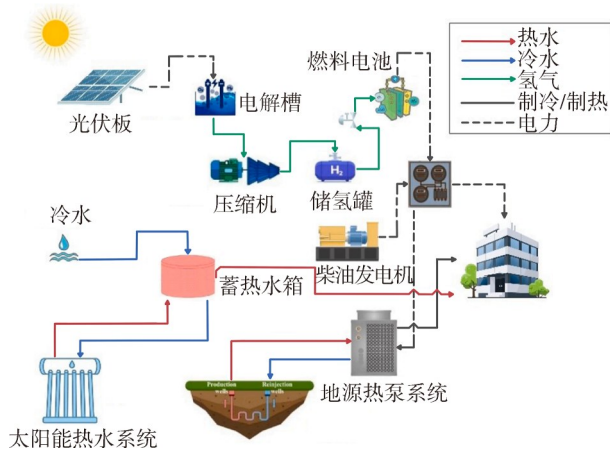 热水
冷水
氢气
制冷/制热
电力
燃料电池
光伏板
电解槽
压缩机
H₂
储氢罐
冷水
柴油发电机
蓄热水箱
Production wells
Reinjection wells
地源热泵系统
太阳能热水系统